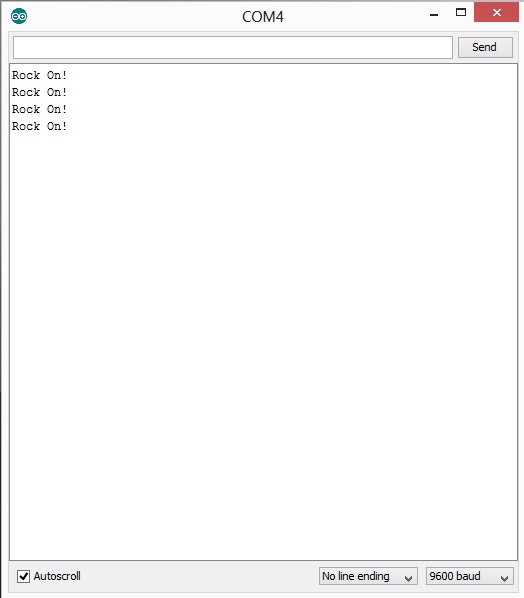 COM4
Send
Rock On!
Rock On!
Rock On!
Rock On!
Autoscroll
No line ending
9600 baud